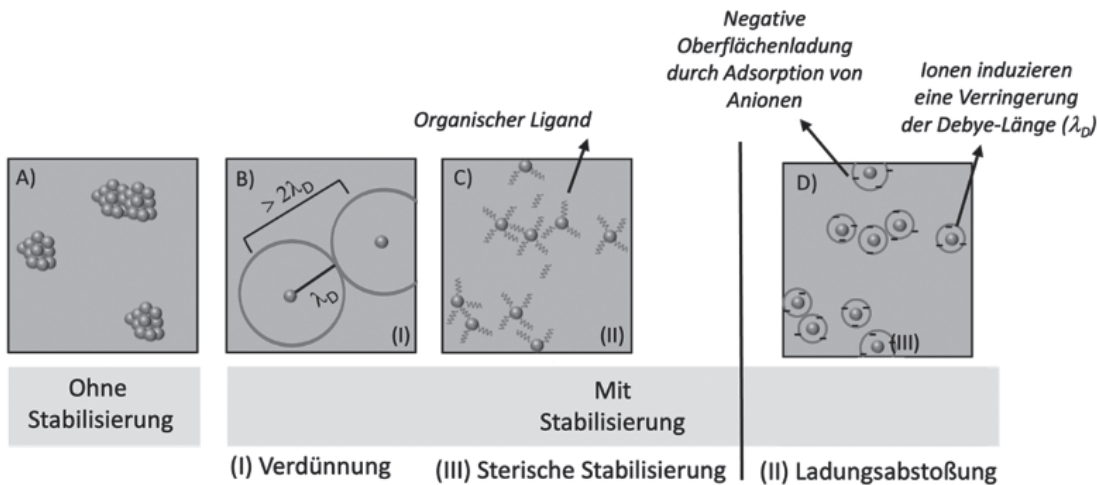 Negative
Oberflächenladung
durch Adsorption von
Anionen
Ionen induzieren
eine Verringerung
der Debye-Länge (λD)
Organischer Ligand
A)
B)
> 2λD
λD
(I)
C)
(II)
D)
(III)
Ohne
Stabilisierung
Mit
Stabilisierung
(I) Verdünnung
(III) Sterische Stabilisierung
(II) Ladungsabstoßung